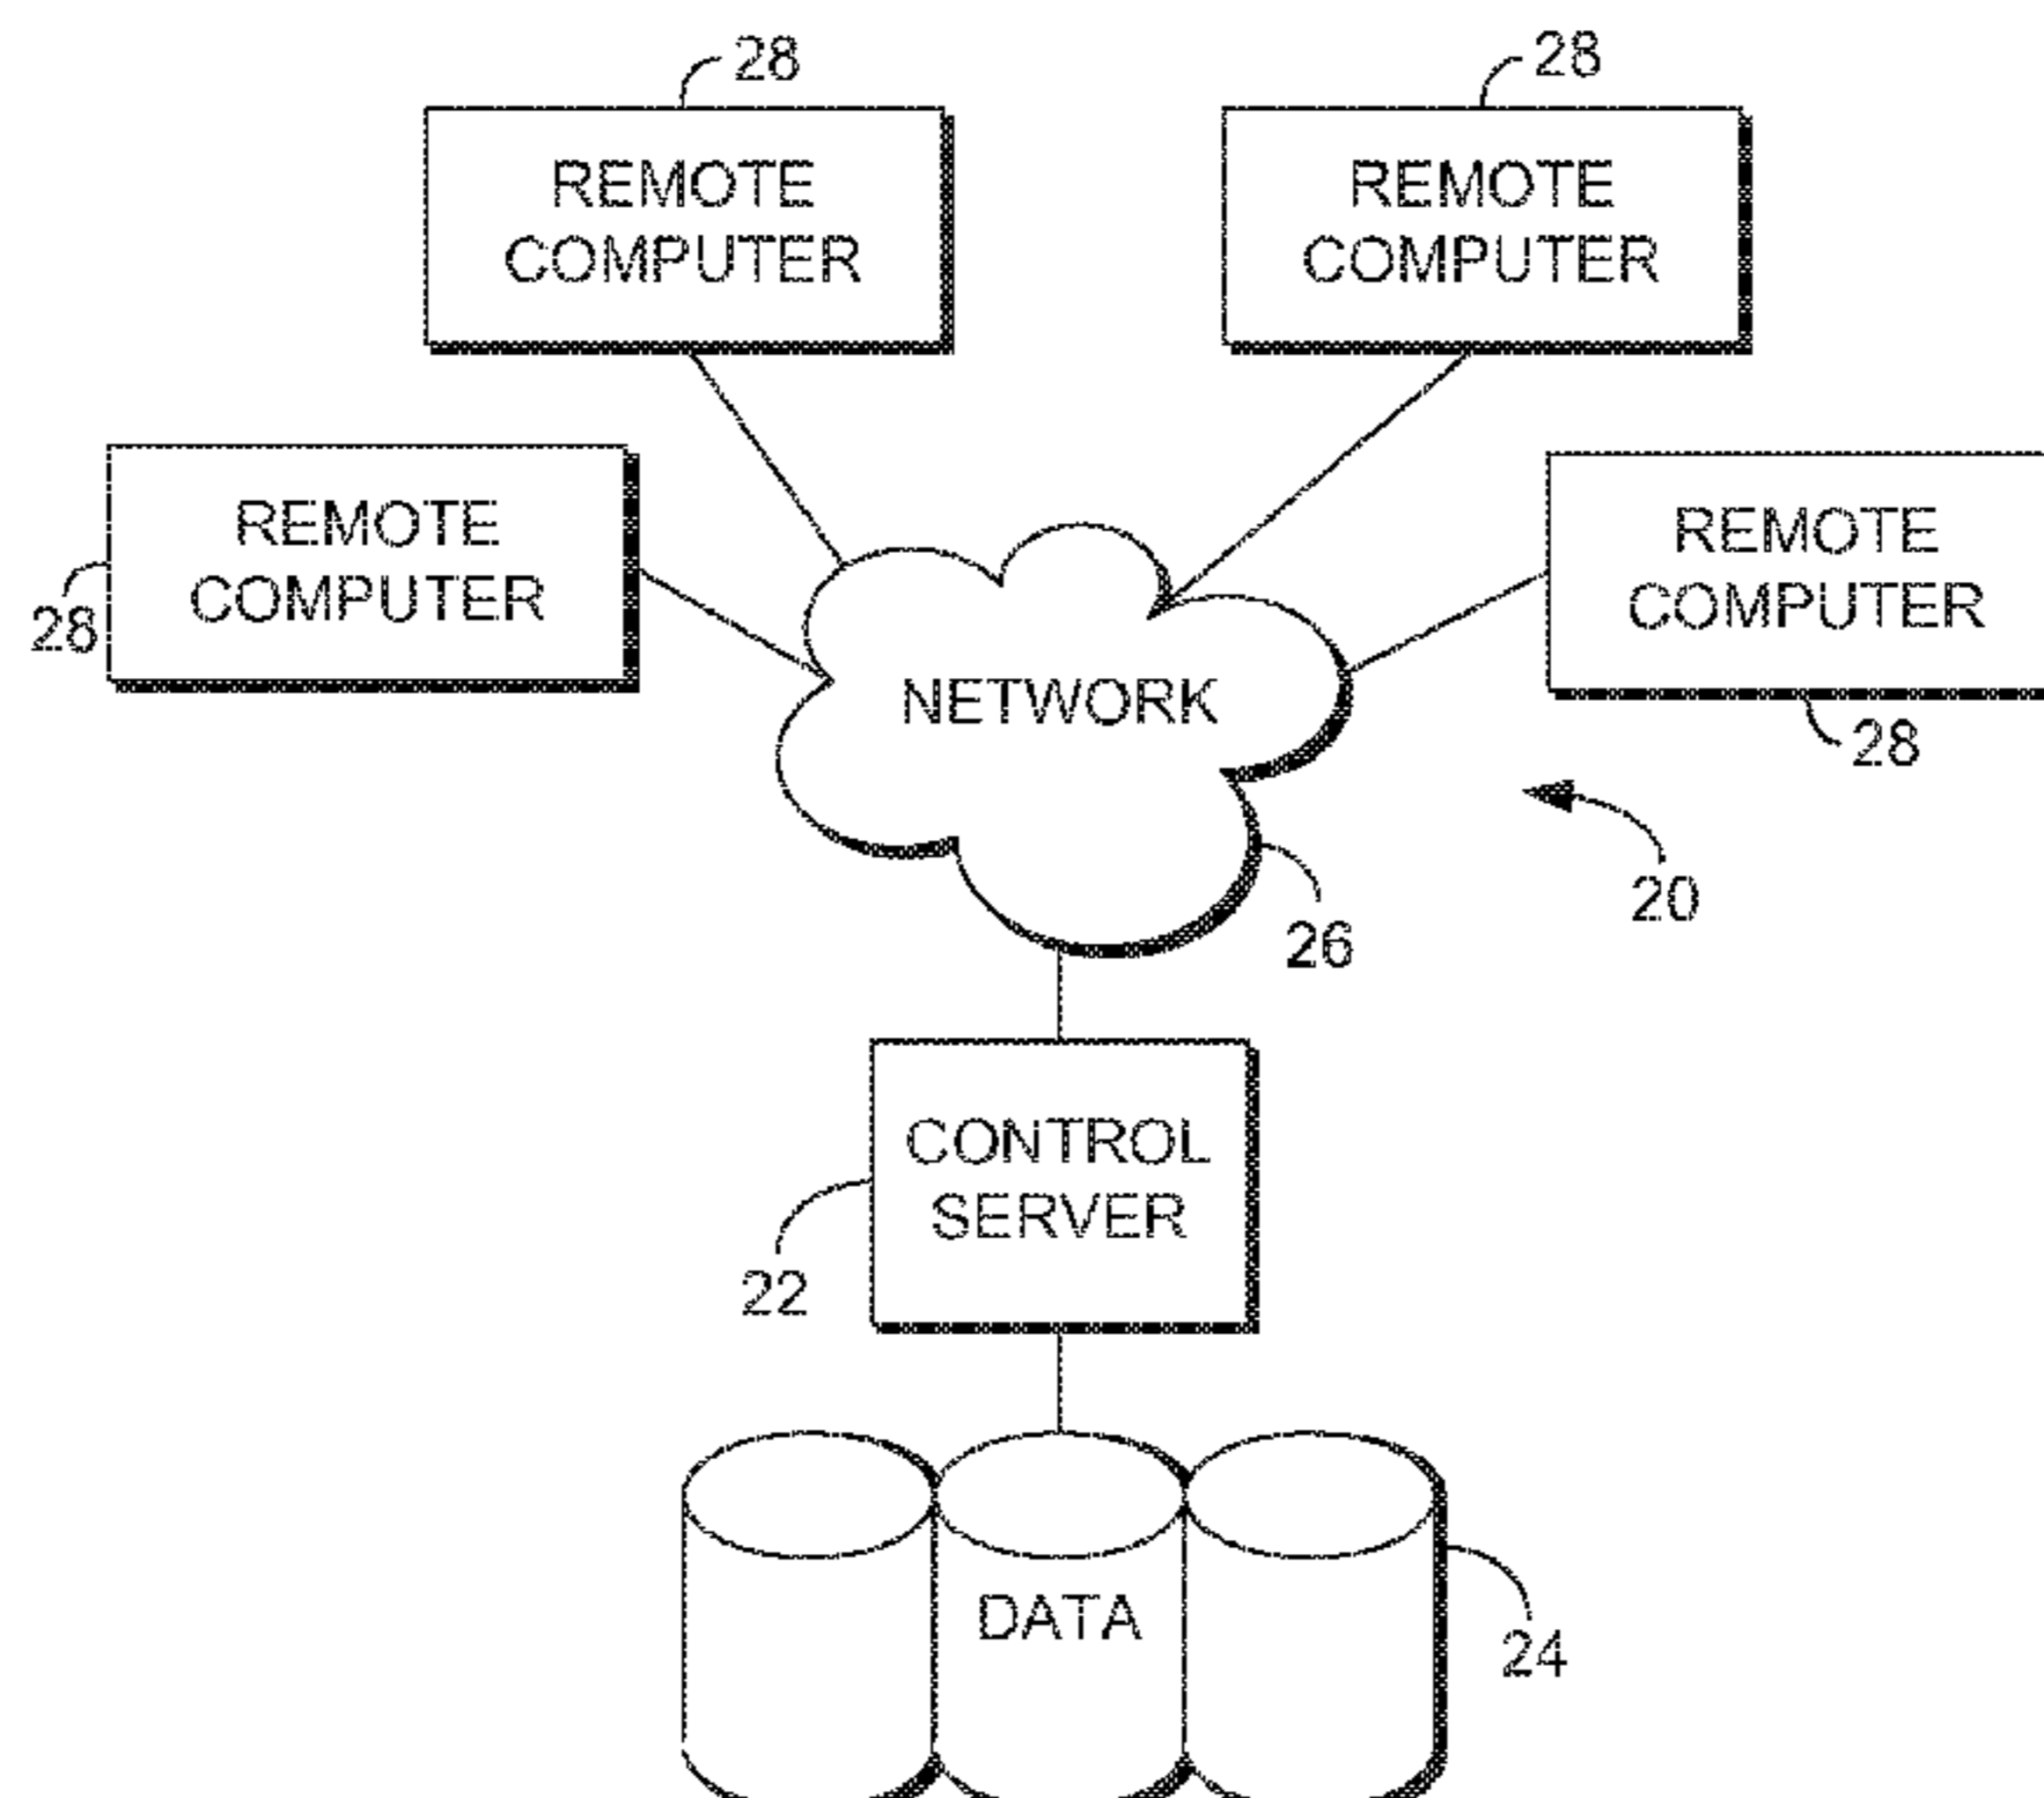 28
28
REMOTE
COMPUTER
REMOTE
COMPUTER
REMOTE
COMPUTER
28
REMOTE
COMPUTER
28
NETWORK
20
26
CONTROL
SERVER
22
DATA
24